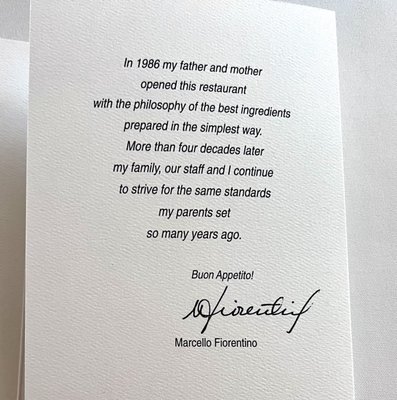 In 1986 my father and mother
opened this restaurant
with the philosophy of the best ingredients
prepared in the simplest way.
More than four decades later
my family, our staff and I continue
to strive for the same standards
my parents set
so many years ago.
Buon Appetito!
MFiorentino
Marcello Fiorentino